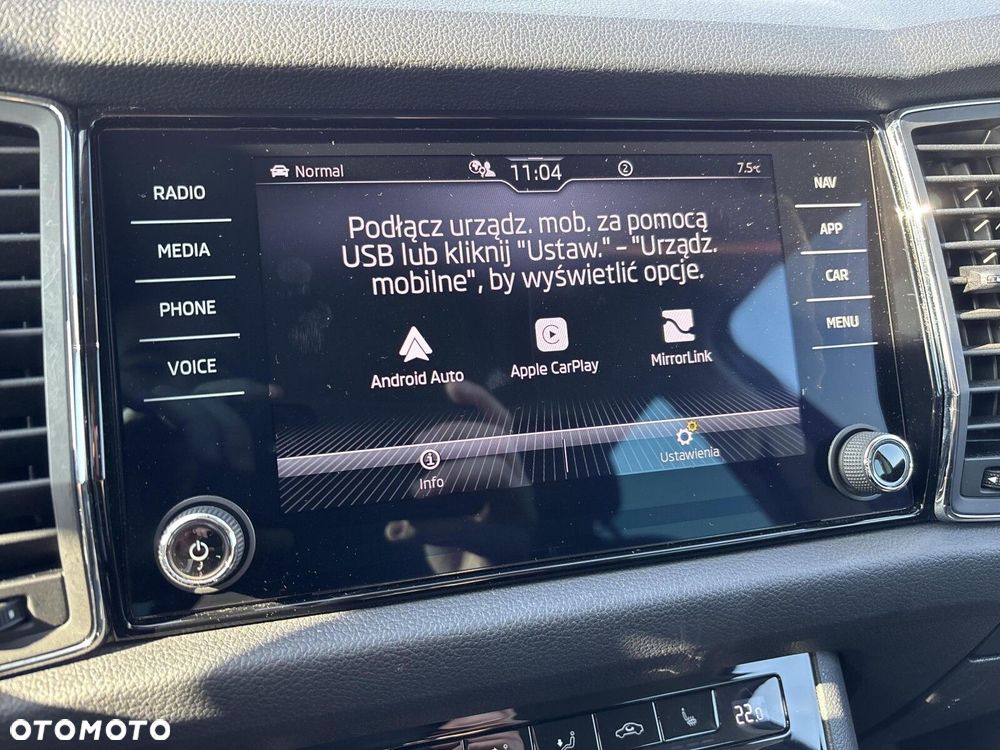 RADIO
MEDIA
PHONE
VOICE
Normal
11:04
2
7.5°C
Podłącz urządz. mob. za pomocą
USB lub kliknij "Ustaw." - "Urządz.
mobilne", by wyświetlić opcje.
Android Auto
Apple CarPlay
MirrorLink
Info
Ustawienia
NAV
APP
CAR
MENU
22.0
OTOMOTO